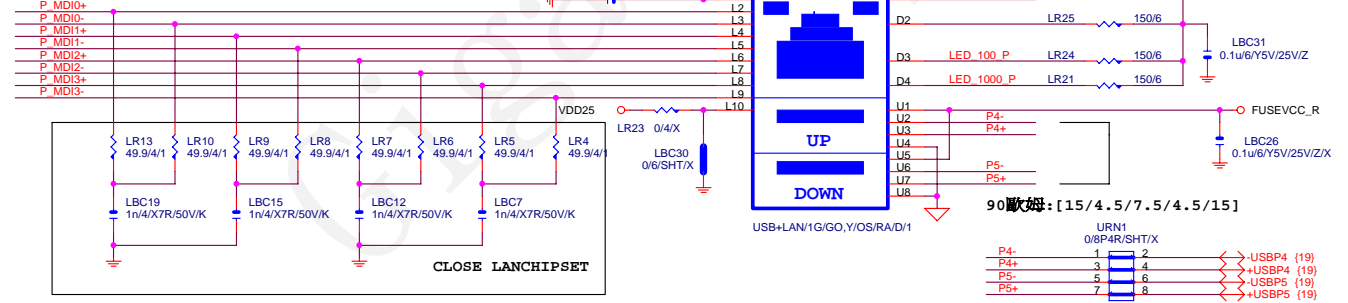 P_MDI0+
P_MDI0-
P_MDI1+
P_MDI1-
P_MDI2+
P_MDI2-
P_MDI3+
P_MDI3-
L2
L3
L4
L5
L6
L7
L8
L9
L10
VDD25
LR23 0/4/X
LBC30
0/6/SHT/X
LR13
49.9/4/1
LR10
49.9/4/1
LR9
49.9/4/1
LR8
49.9/4/1
LR7
49.9/4/1
LR6
49.9/4/1
LR5
49.9/4/1
LR4
49.9/4/1
LBC19
1n/4/X7R/50V/K
LBC15
1n/4/X7R/50V/K
LBC12
1n/4/X7R/50V/K
LBC7
1n/4/X7R/50V/K
CLOSE LANCHIPSET
UP
DOWN
USB+LAN/1G/GO,Y/OS/RA/D/1
D2
LR25 150/6
D3 LED_100_P LR24 150/6
D4 LED_1000_P LR21 150/6
LBC31
0.1u/6/Y5V/25V/Z
U1
U2
U3
U4
U5
U6
U7
U8
P4-
P4+
P5-
P5+
FUSEVCC_R
LBC26
0.1u/6/Y5V/25V/Z/X
90歐姆:[15/4.5/7.5/4.5/15]
URN1
0/8P4R/SHT/X
P4- 1 2 -USBP4 {19}
P4+ 3 4 +USBP4 {19}
P5- 5 6 -USBP5 {19}
P5+ 7 8 +USBP5 {19}